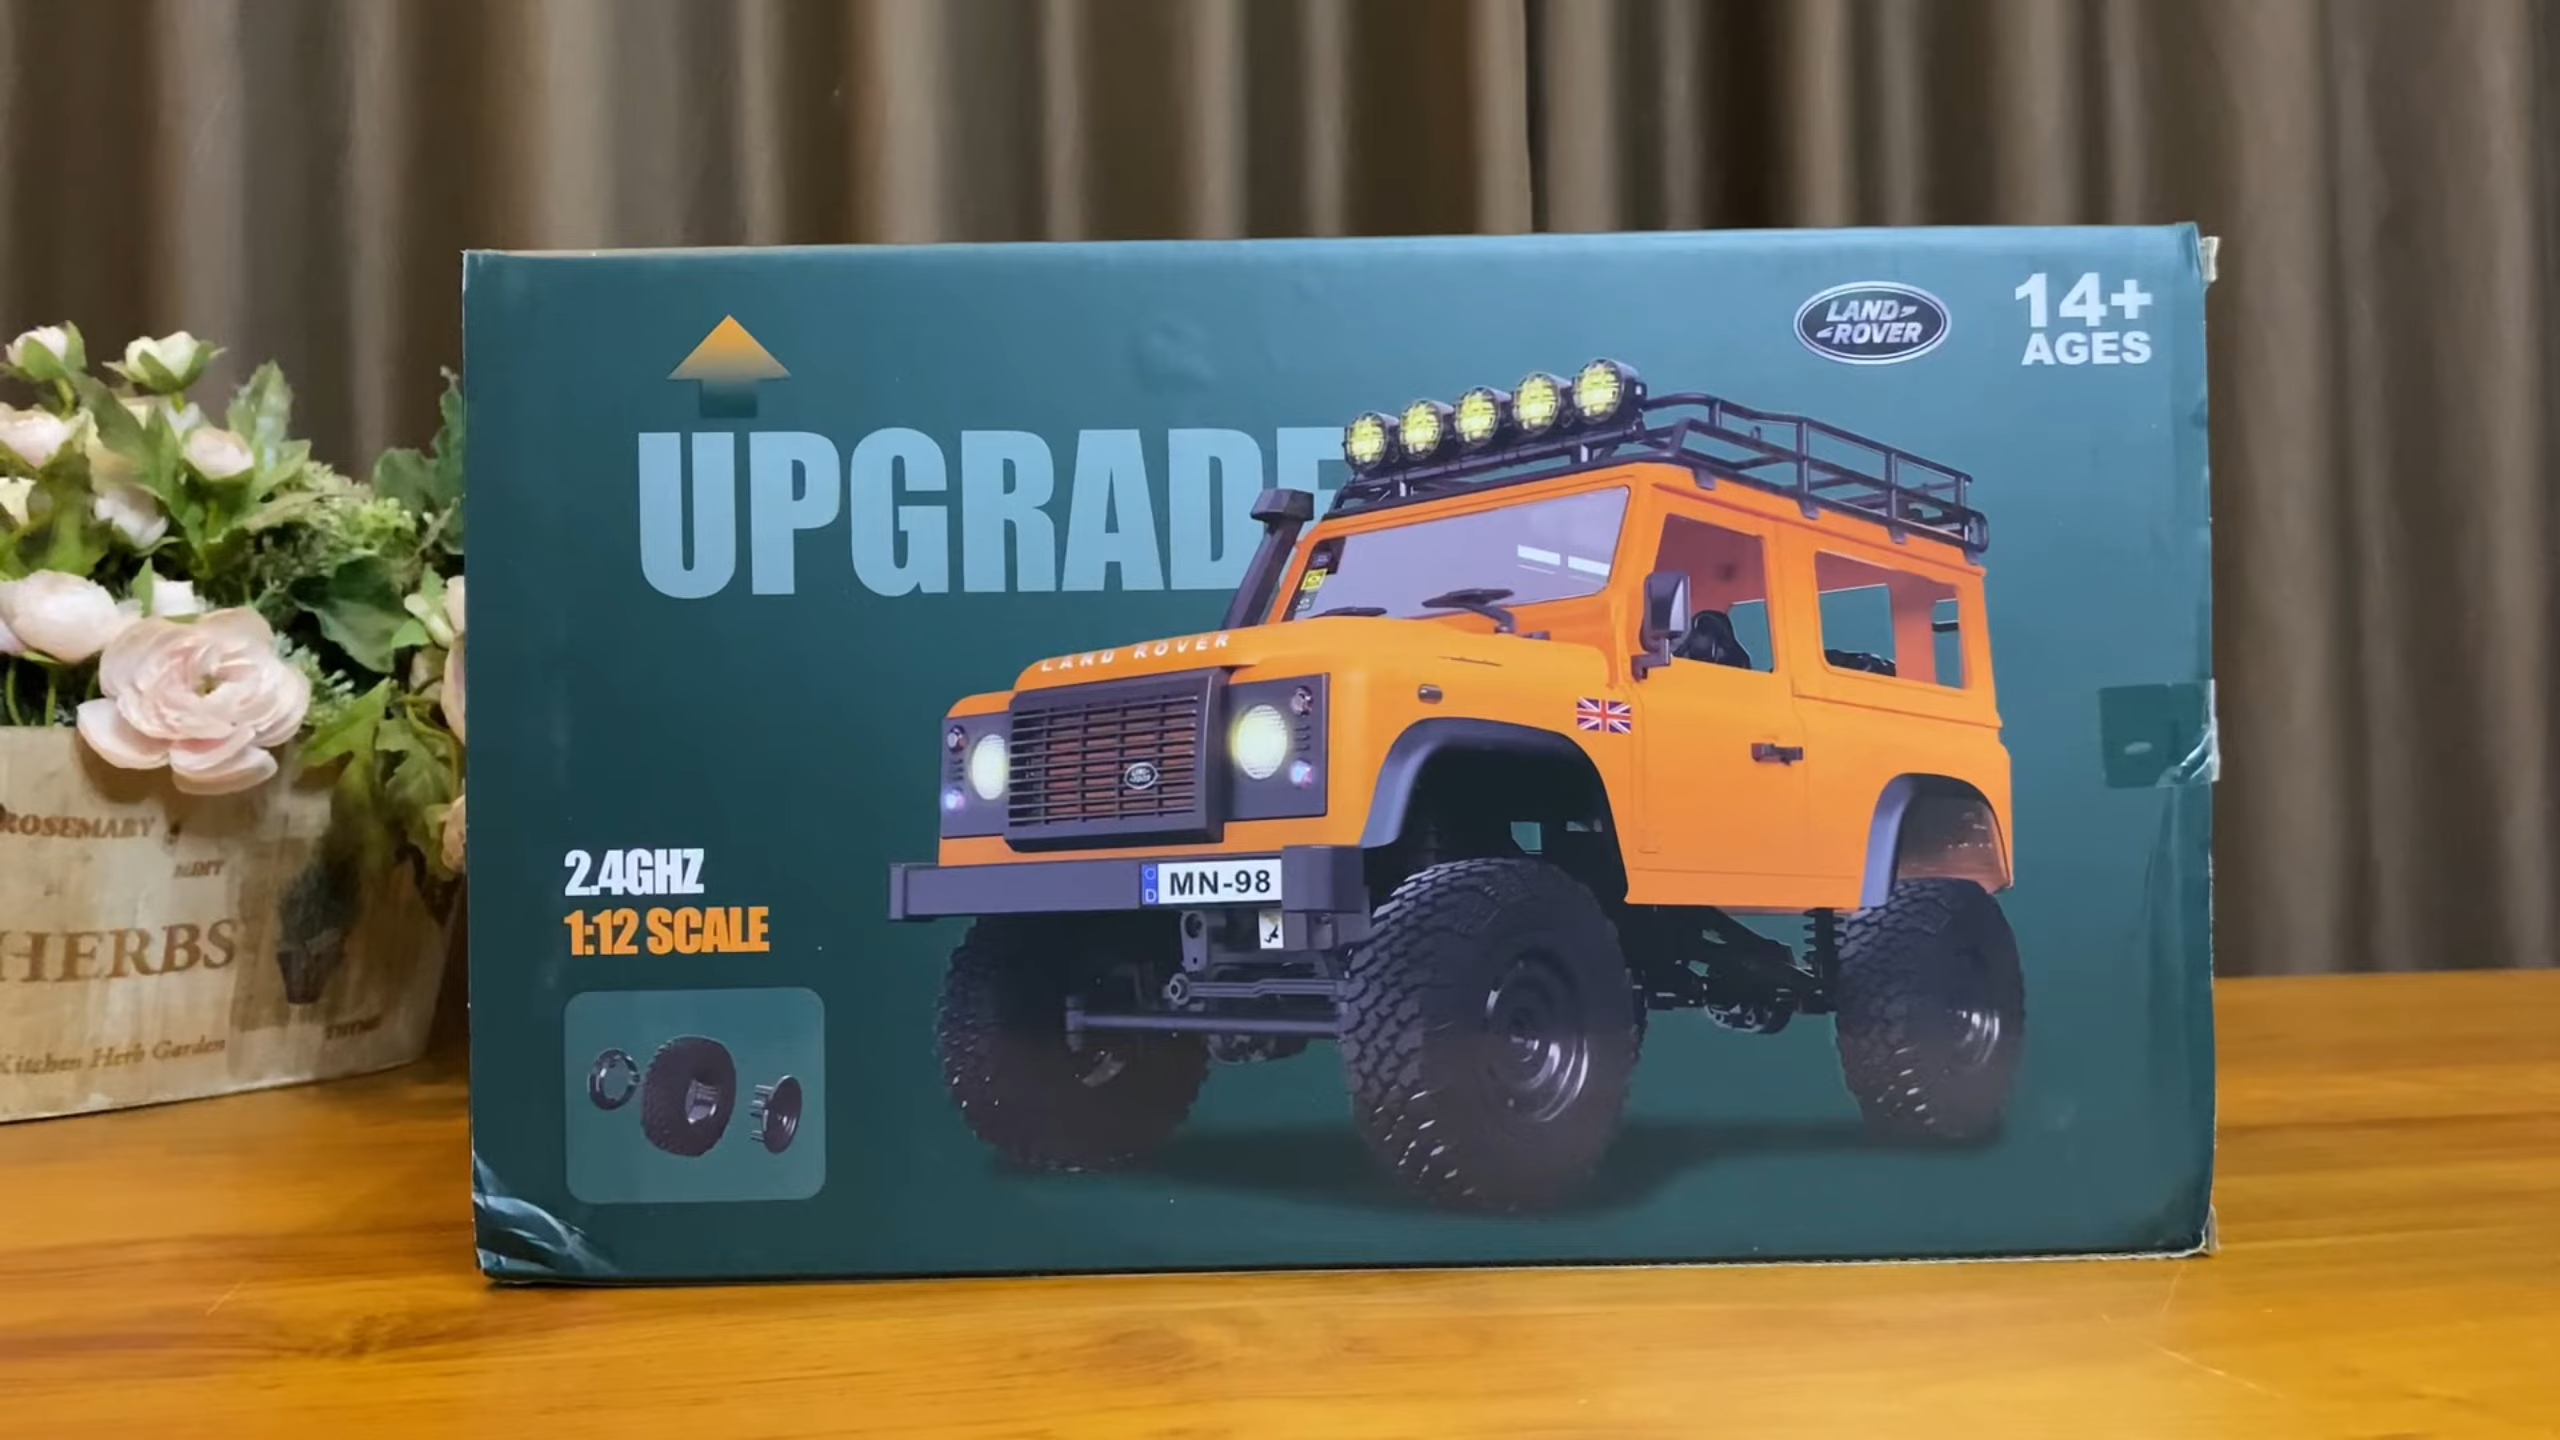 LAND
ROVER
14+
AGES
UPGRADE
LAND ROVER
2.4GHZ
1:12 SCALE
MN-98
ROSEMARY
MINT
HERBS
THYME
Kitchen Herb Garden